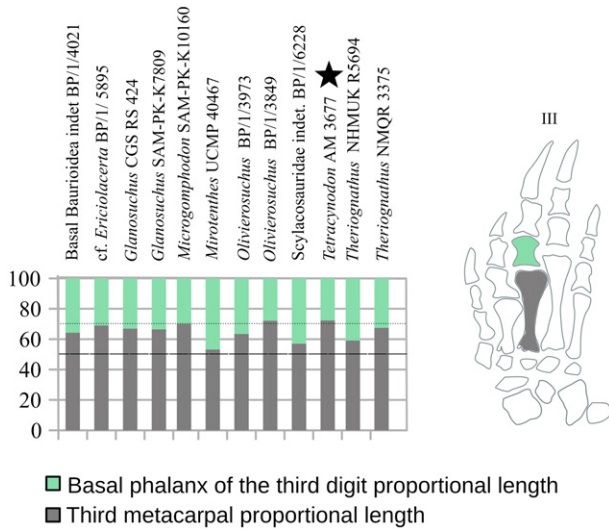 Basal Baurioidea indet BP/1/4021
cf. Ericiolacerta BP/1/ 5895
Glanosuchus CGS RS 424
Glanosuchus SAM-PK-K7809
Microgomphodon SAM-PK-K10160
Mirotenthes UCMP 40467
Olivierosuchus BP/1/3973
Olivierosuchus BP/1/3849
Scylacosauridae indet. BP/1/6228
Tetracynodon AM 3677
Theriognathus NHMUK R5694
Theriognathus NMQR 3375
III
100
80
60
40
20
0
Basal phalanx of the third digit proportional length
Third metacarpal proportional length